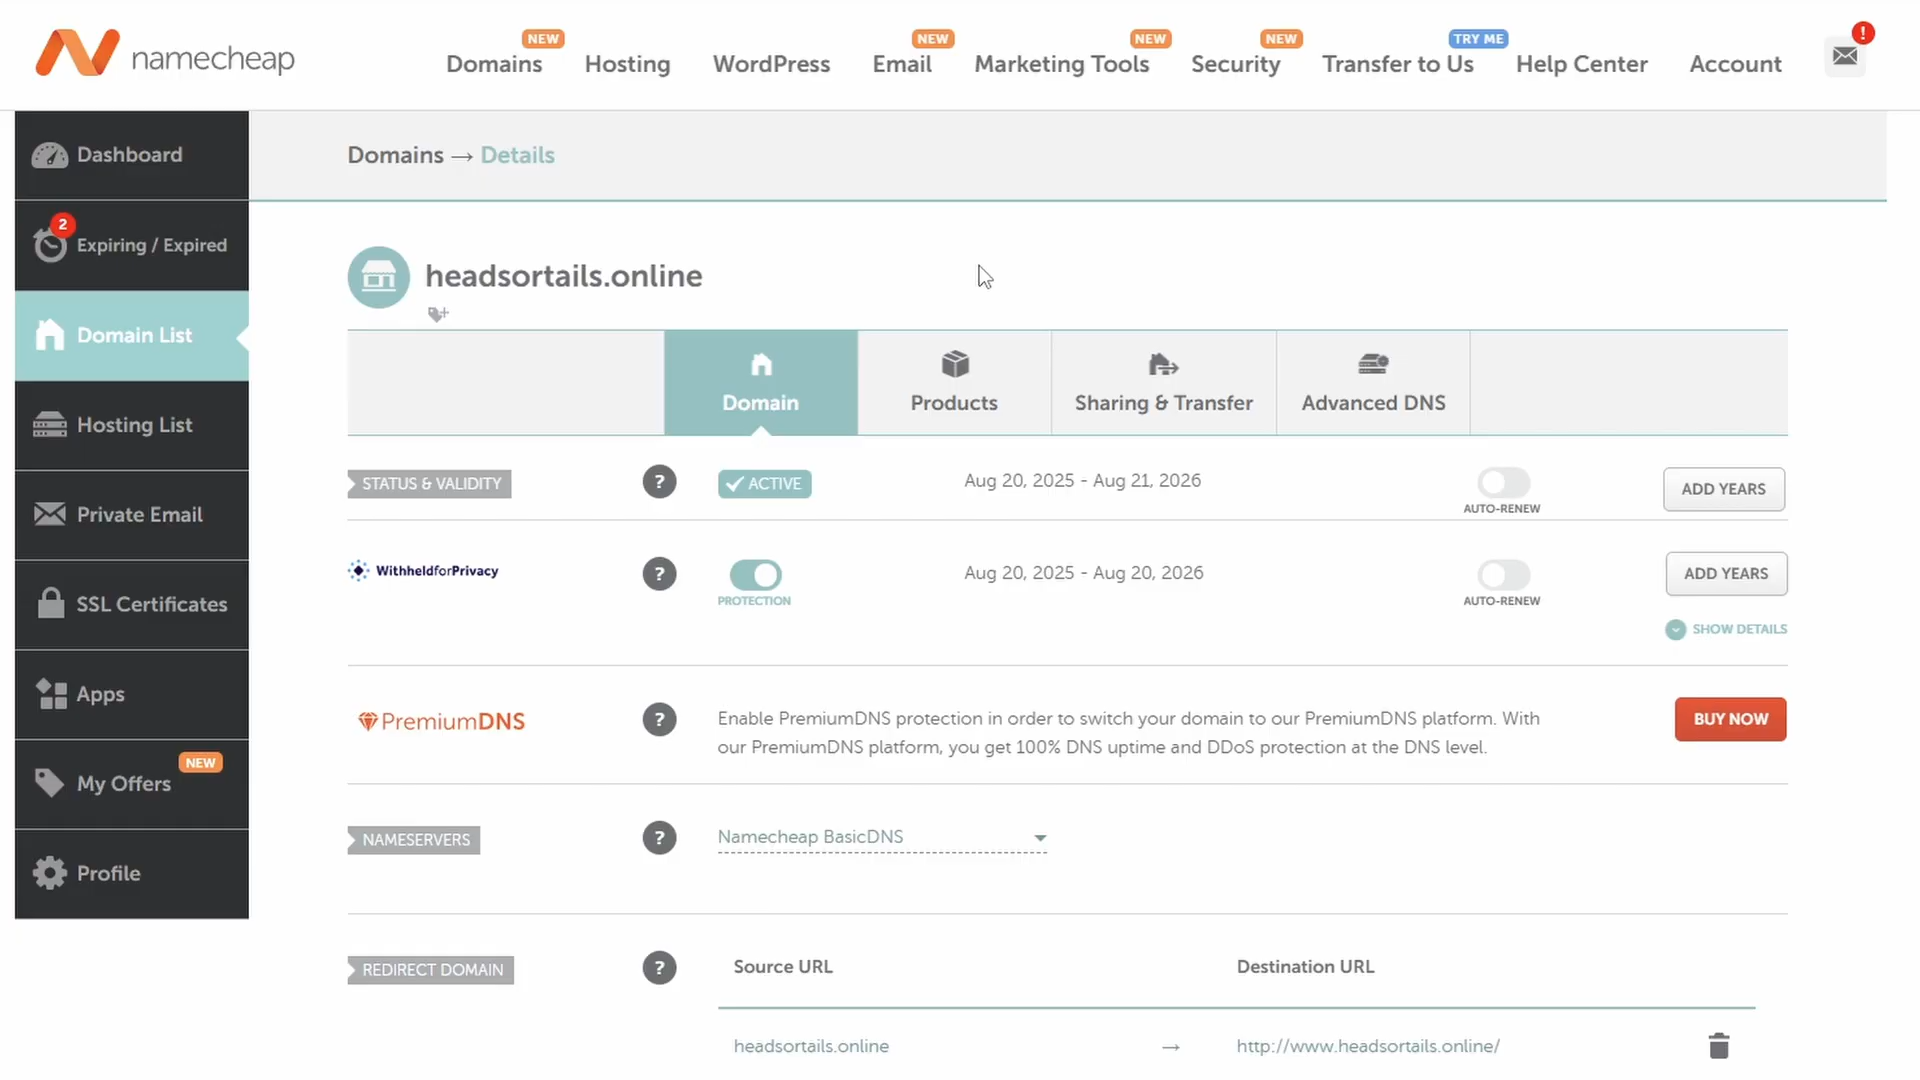 namecheap
NEW
Domains
Hosting
WordPress
NEW
Email
NEW
Marketing Tools
NEW
Security
TRY ME
Transfer to Us
Help Center
Account
!
Dashboard
2
Expiring / Expired
Domain List
Hosting List
Private Email
SSL Certificates
Apps
NEW
My Offers
Profile
Domains → Details
headsortails.online
Domain
Products
Sharing & Transfer
Advanced DNS
STATUS & VALIDITY
?
ACTIVE
Aug 20, 2025 - Aug 21, 2026
AUTO-RENEW
ADD YEARS
WithheldforPrivacy
?
PROTECTION
Aug 20, 2025 - Aug 20, 2026
AUTO-RENEW
ADD YEARS
SHOW DETAILS
PremiumDNS
?
Enable PremiumDNS protection in order to switch your domain to our PremiumDNS platform. With
our PremiumDNS platform, you get 100% DNS uptime and DDoS protection at the DNS level.
BUY NOW
NAMESERVERS
?
Namecheap BasicDNS
REDIRECT DOMAIN
?
Source URL
Destination URL
headsortails.online
→
http://www.headsortails.online/